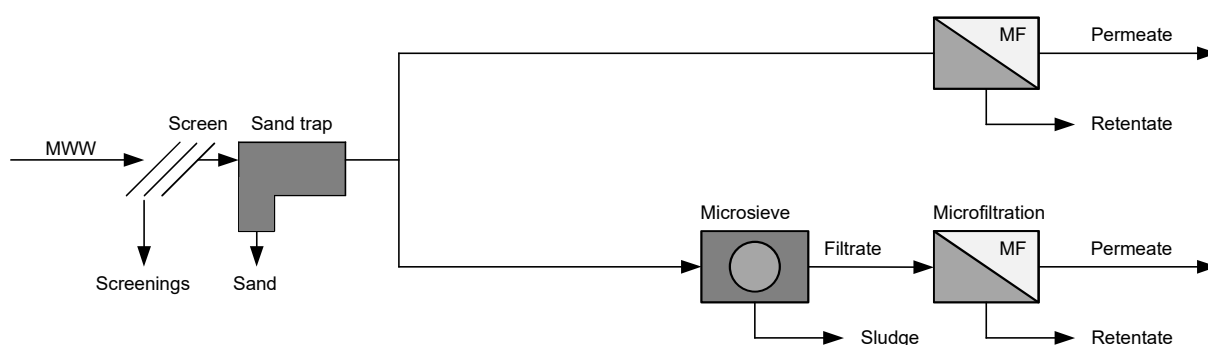 MF
Permeate
Retentate
Screen
Sand trap
MWW
Microsieve
Microfiltration
Filtrate
MF
Permeate
Screenings
Sand
Sludge
Retentate